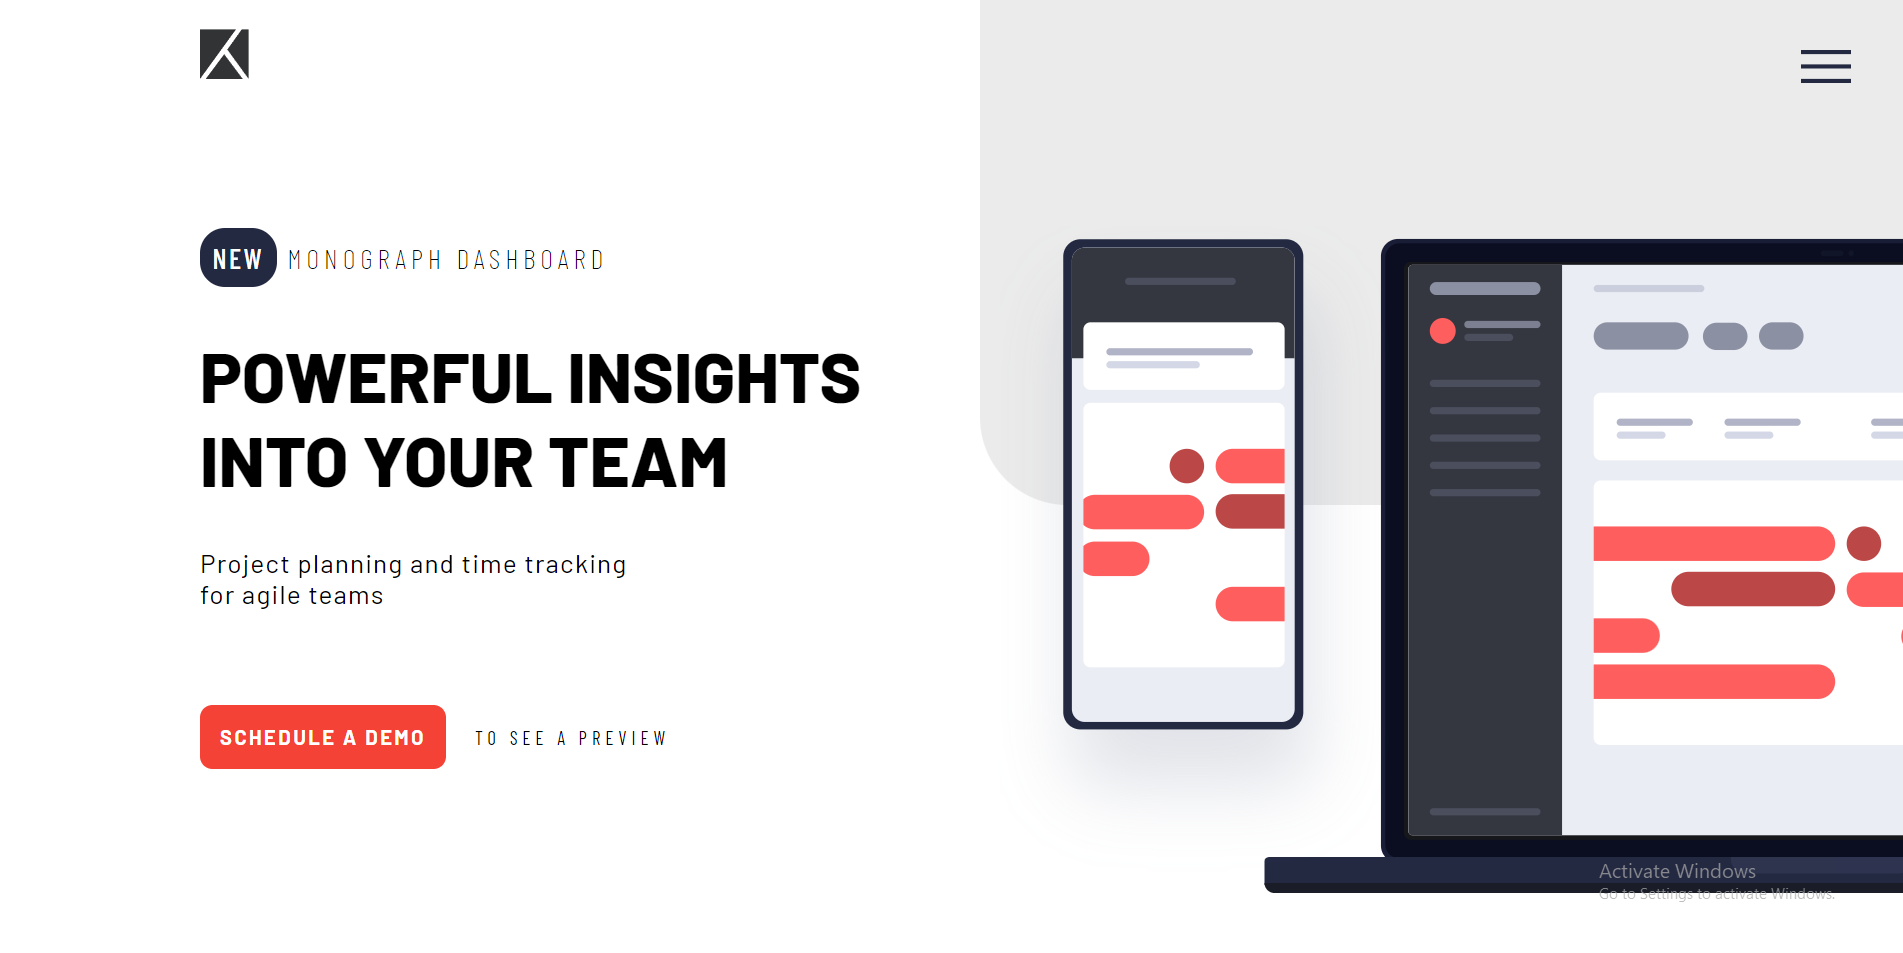 NEW MONOGRAPH DASHBOARD
POWERFUL INSIGHTS
INTO YOUR TEAM
Project planning and time tracking
for agile teams
SCHEDULE A DEMO TO SEE A PREVIEW
Activate Windows
Go to Settings to activate Windows.